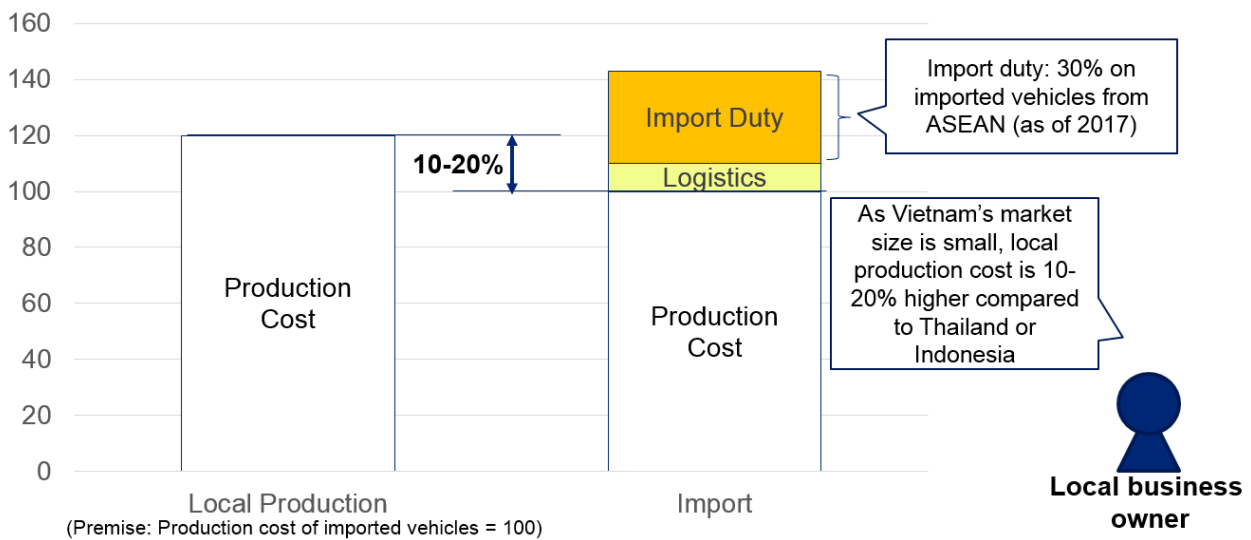 160
140
120
100
80
60
40
20
0
10-20%
Production
Cost
Import Duty
Logistics
Production
Cost
Import duty: 30% on
imported vehicles from
ASEAN (as of 2017)
As Vietnam’s market
size is small, local
production cost is 10-
20% higher compared
to Thailand or
Indonesia
Local Production
Import
(Premise: Production cost of imported vehicles = 100)
Local business
owner